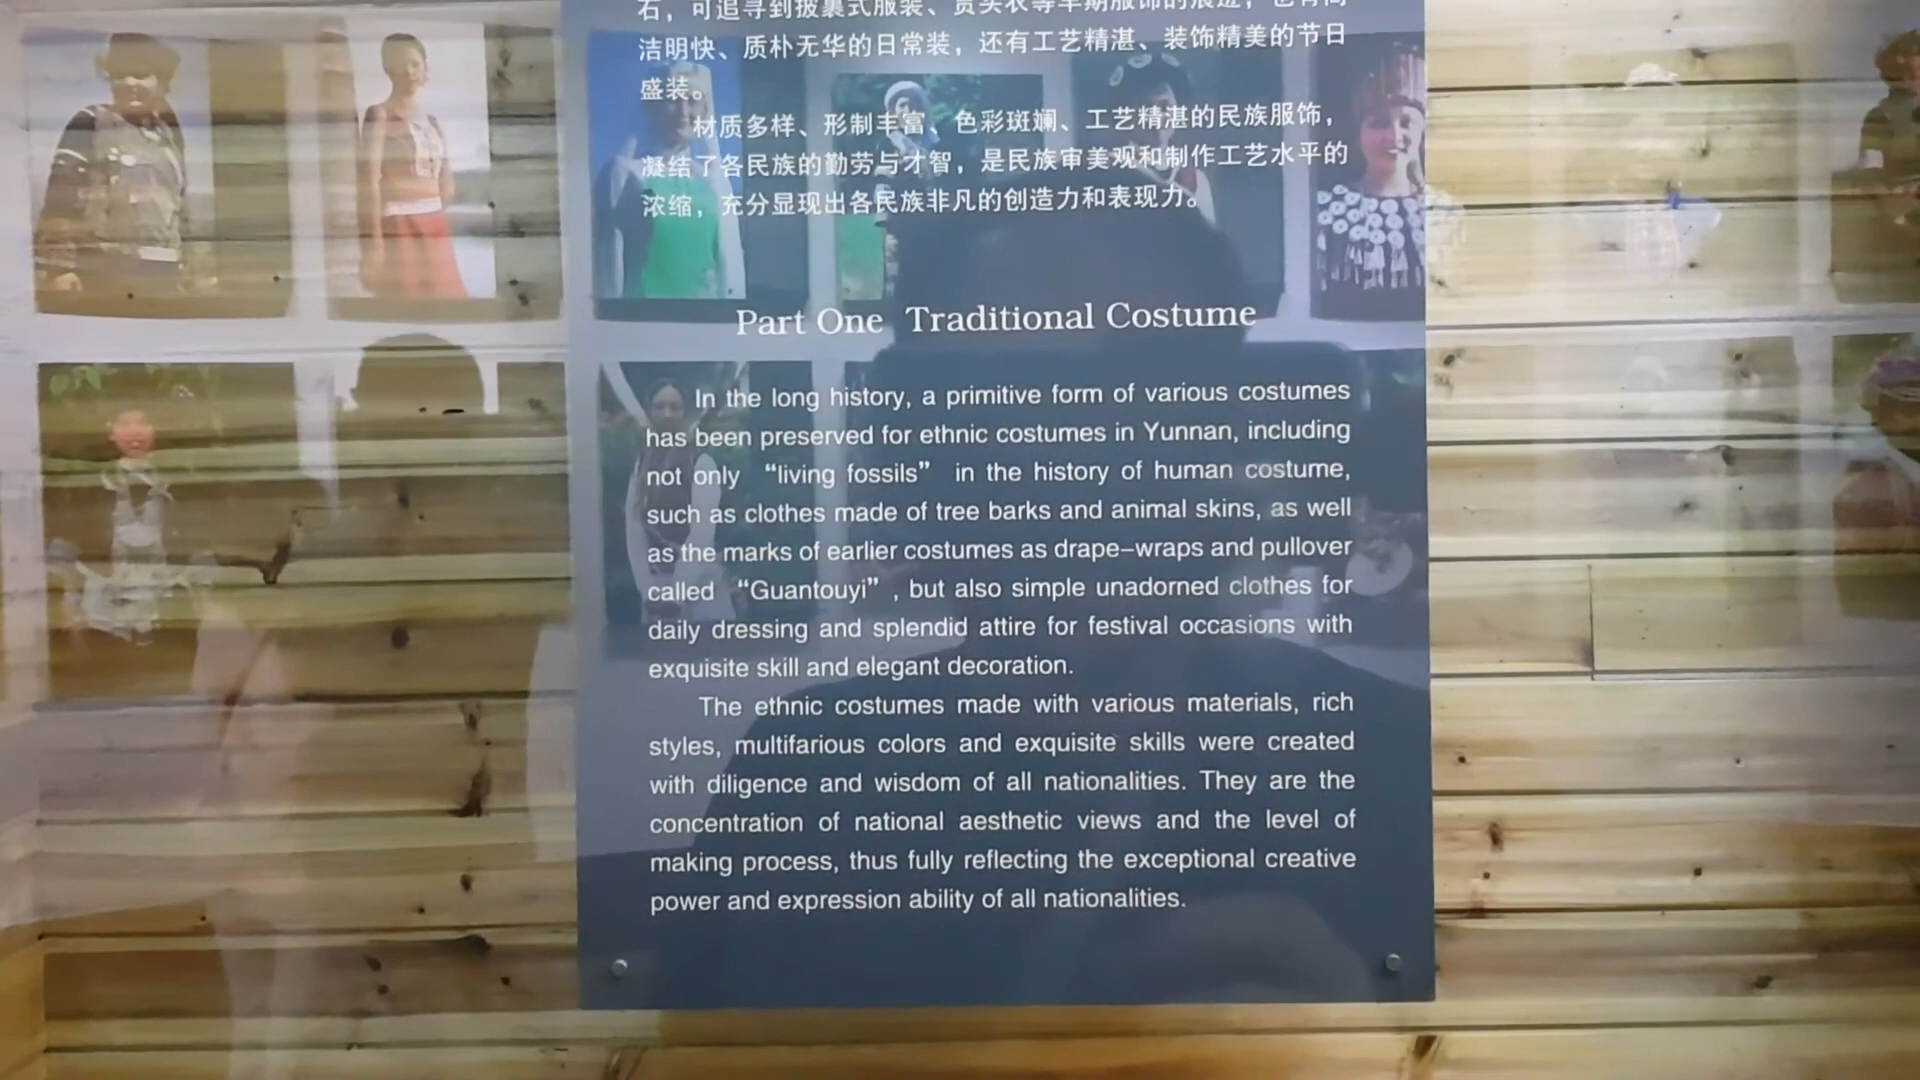 石，可追寻到披裹式服装、贯头衣等早期服饰的痕迹，也有简
洁明快、质朴无华的日常装，还有工艺精湛、装饰精美的节日
盛装。
材质多样、形制丰富、色彩斑斓、工艺精湛的民族服饰，
凝结了各民族的勤劳与才智，是民族审美观和制作工艺水平的
浓缩，充分显现出各民族非凡的创造力和表现力。
Part One Traditional Costume
In the long history, a primitive form of various costumes
has been preserved for ethnic costumes in Yunnan, including
not only “living fossils” in the history of human costume,
such as clothes made of tree barks and animal skins, as well
as the marks of earlier costumes as drape–wraps and pullover
called “Guantouyi” , but also simple unadorned clothes for
daily dressing and splendid attire for festival occasions with
exquisite skill and elegant decoration.
The ethnic costumes made with various materials, rich
styles, multifarious colors and exquisite skills were created
with diligence and wisdom of all nationalities. They are the
concentration of national aesthetic views and the level of
making process, thus fully reflecting the exceptional creative
power and expression ability of all nationalities.